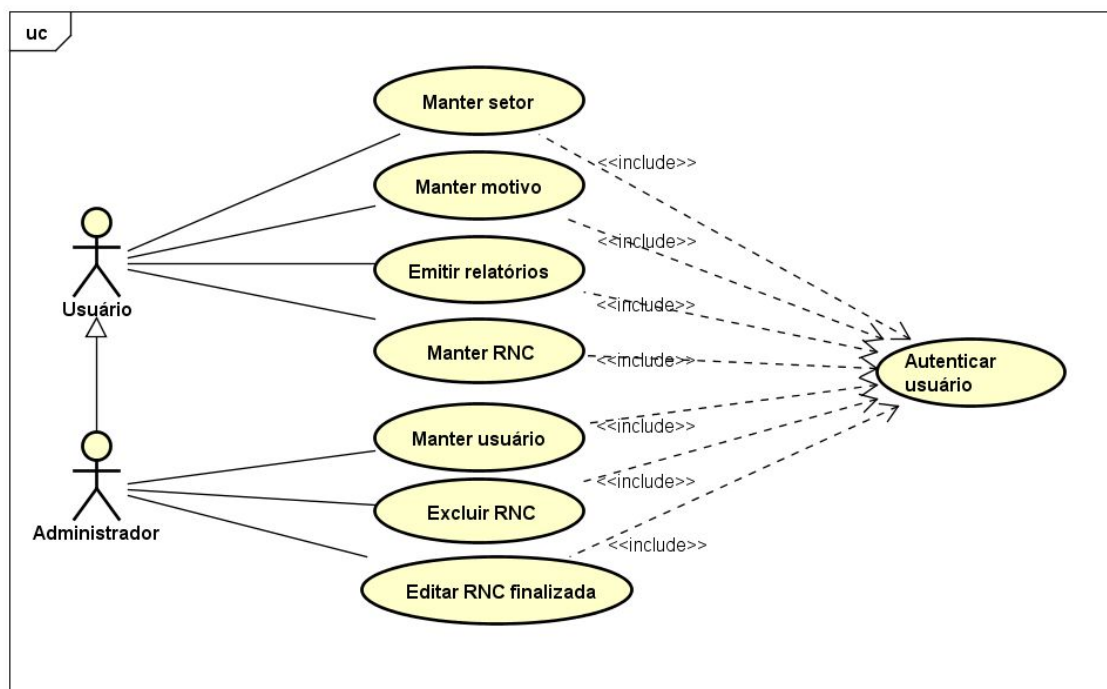 uc
Manter setor
<<include>>
Manter motivo
<<include>>
Emitir relatórios
Usuário
<<include>>
Manter RNC
<<include>>
Autenticar
usuário
Manter usuário
<<include>>
<<include>>
Excluir RNC
Administrador
<<include>>
Editar RNC finalizada